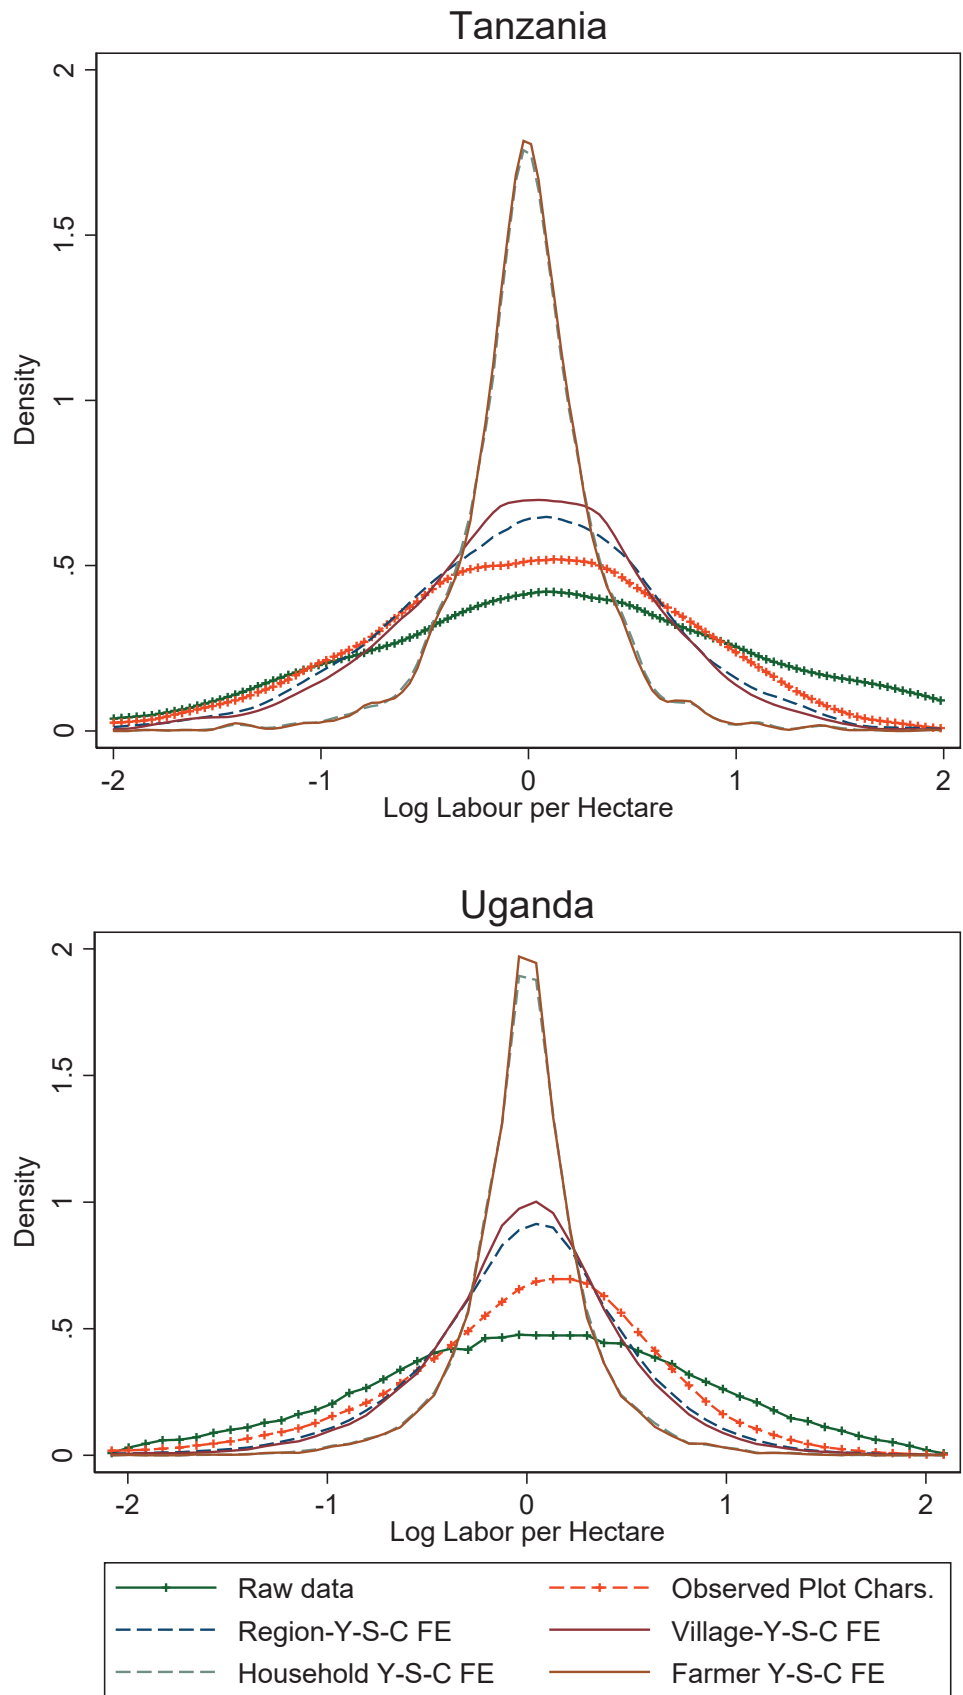 Tanzania
2
1.5
1
.5
0
Density
-2 -1 0 1 2
Log Labour per Hectare
Uganda
2
1.5
1
.5
0
Density
-2 -1 0 1 2
Log Labor per Hectare
Raw data Observed Plot Chars.
Region-Y-S-C FE Village-Y-S-C FE
Household Y-S-C FE Farmer Y-S-C FE